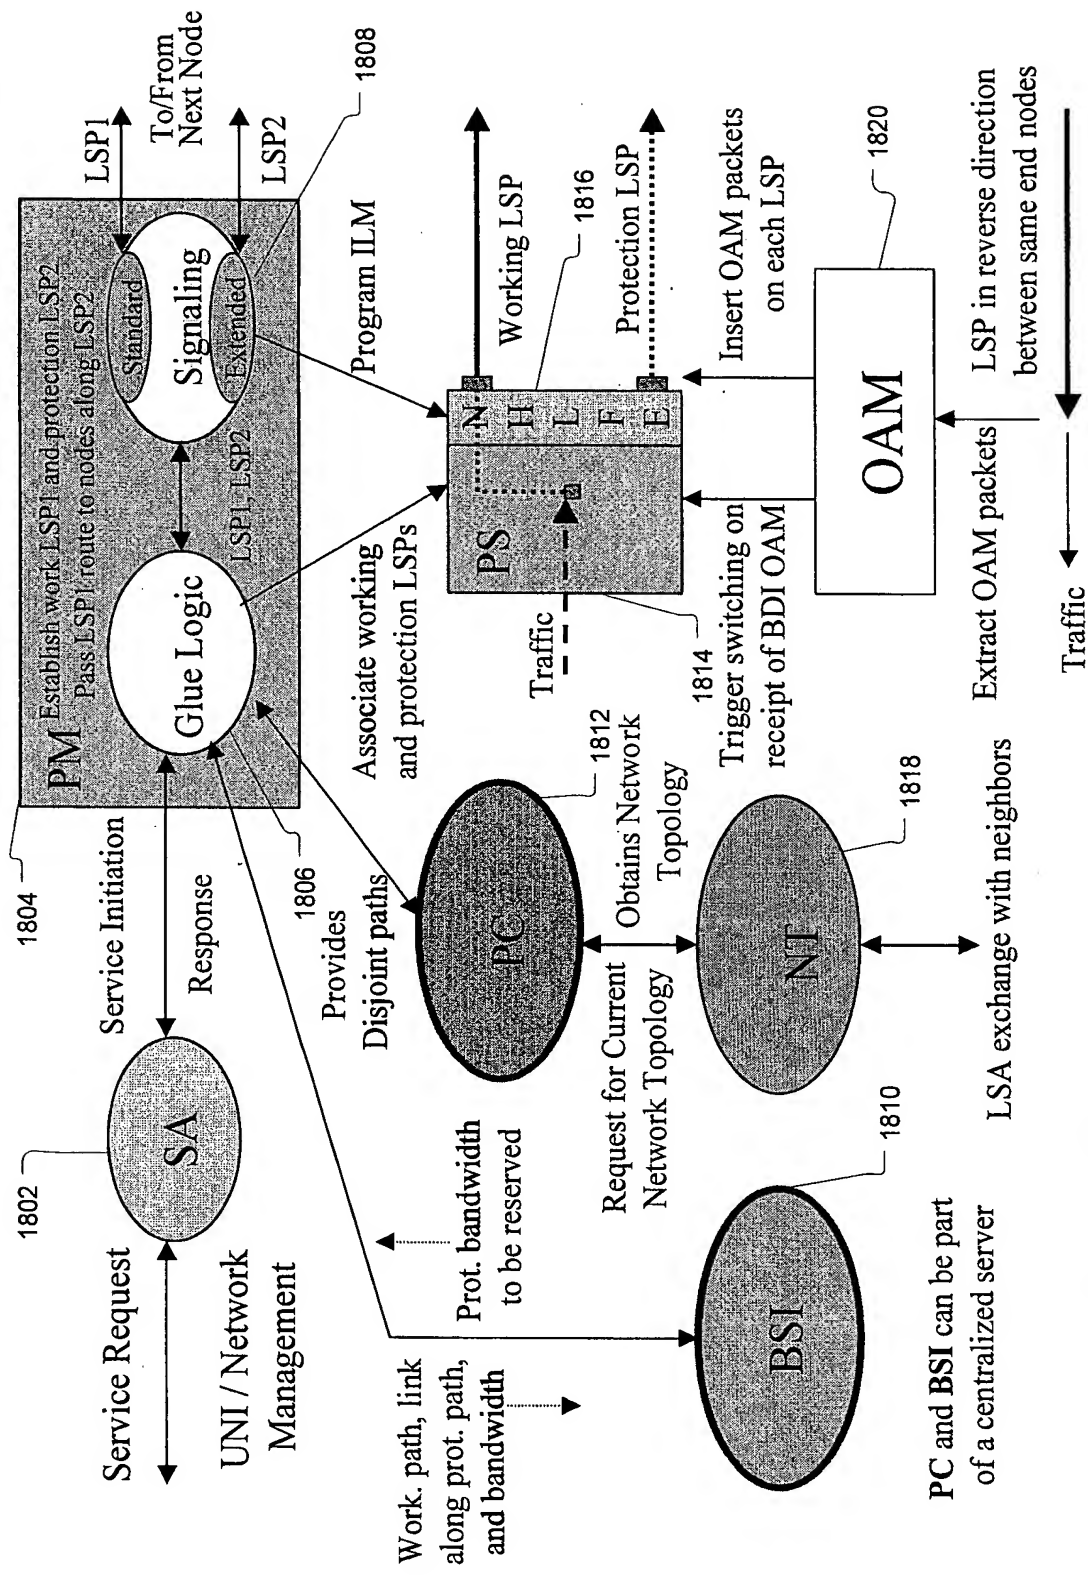 1804
PM
Establish work LSP1 and protection LSP2
Pass LSP1 route to nodes along LSP2
LSP1
To/From
Next Node
LSP2
1808
Service Request
UNI / Network
Management
1802
SA
Service Initiation
Response
1806
Glue Logic
LSP1, LSP2
Standard
Signaling
Extended
Program ILM
Work. path, link
along prot. path,
and bandwidth
Prot. bandwidth
to be reserved
Provides
Disjoint paths
Associate working
and protection LSPs
PC
1812
Traffic
PS
N
H
L
F
E
1814
1816
Working LSP
Protection LSP
Request for Current
Network Topology
Obtains Network
Topology
Trigger switching on
receipt of BDI OAM
Insert OAM packets
on each LSP
BSI
1810
NT
1818
OAM
1820
PC and BSI can be part
of a centralized server
LSA exchange with neighbors
Extract OAM packets
LSP in reverse direction
between same end nodes
Traffic